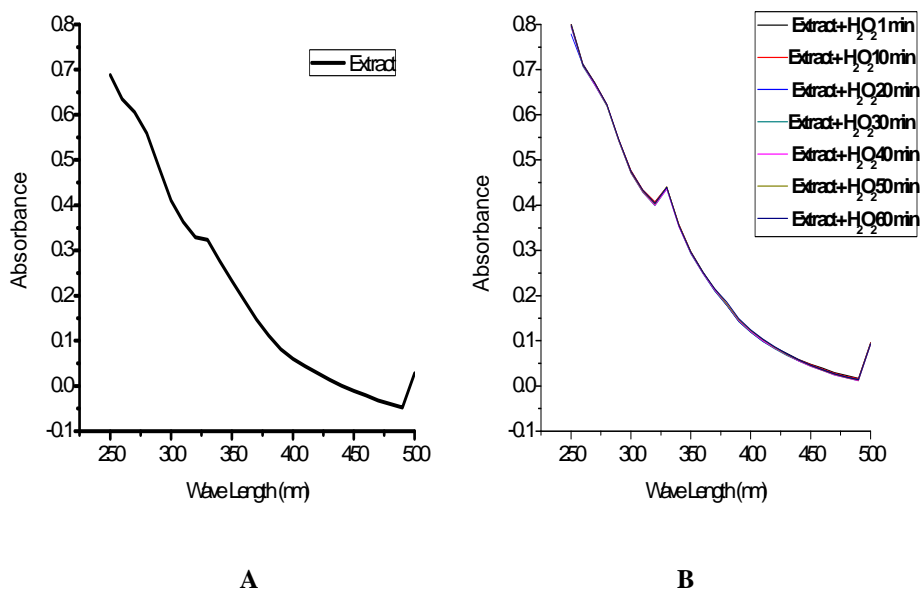 0.8
0.7
0.6
0.5
0.4
0.3
0.2
0.1
0.0
-0.1
Absorbance
Extract
250 300 350 400 450 500
Wave Length (nm)
A
0.8
0.7
0.6
0.5
0.4
0.3
0.2
0.1
0.0
-0.1
Absorbance
Extract+H2O2 1 min
Extract+H2O2 10 min
Extract+H2O2 20 min
Extract+H2O2 30 min
Extract+H2O2 40 min
Extract+H2O2 50 min
Extract+H2O2 60 min
250 300 350 400 450 500
Wave Length (nm)
B